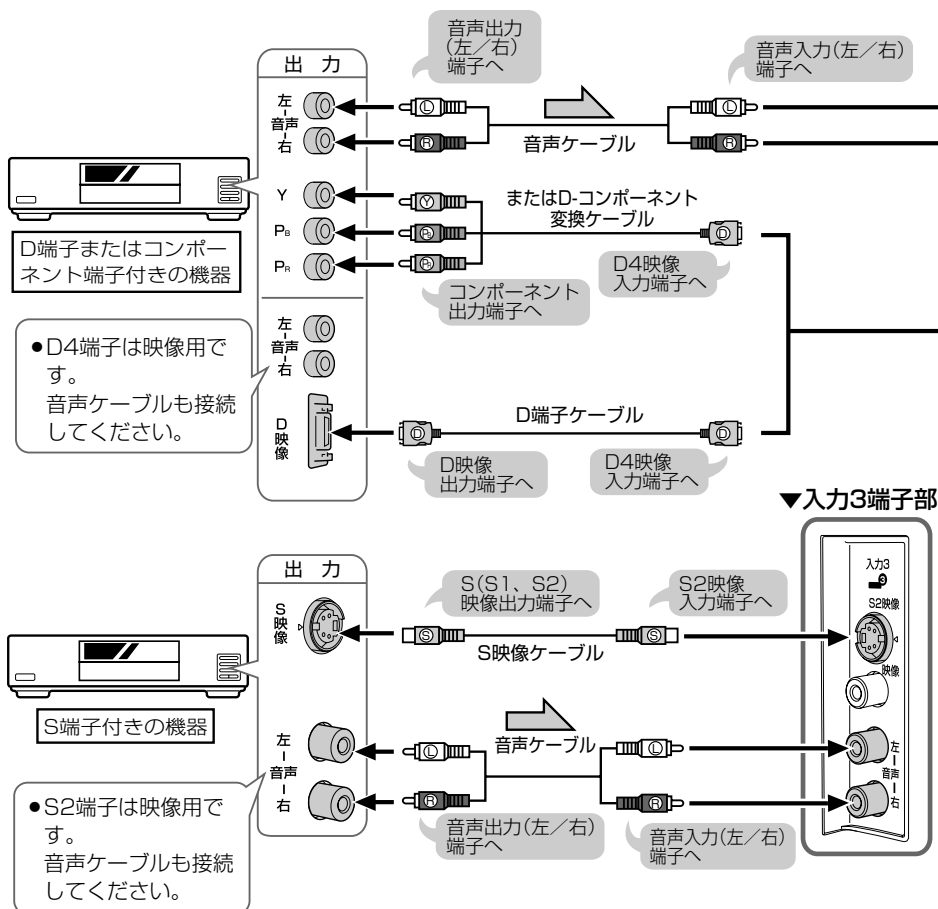 音声出力
(左／右)
端子へ
音声入力(左／右)
端子へ
出 力
左
音声
右
L
R
音声ケーブル
L
R
Y
PB
PR
Y
PB
PB
またはD-コンポーネント
変換ケーブル
D
D端子またはコンポー
ネント端子付きの機器
コンポーネント
出力端子へ
D4映像
入力端子へ
●D4端子は映像用で
す。
音声ケーブルも接続
してください。
左
音声
右
D
映
像
D
D端子ケーブル
D
D映像
出力端子へ
D4映像
入力端子へ
▼入力3端子部
出 力
S
映
像
S(S1、S2)
映像出力端子へ
S2映像
入力端子へ
S
S映像ケーブル
S
入力3
3
S2映像
映像
左
音声
右
S端子付きの機器
左
音声
右
L
R
音声ケーブル
L
R
音声出力(左／右)
端子へ
音声入力(左／右)
端子へ
●S2端子は映像用で
す。
音声ケーブルも接続
してください。